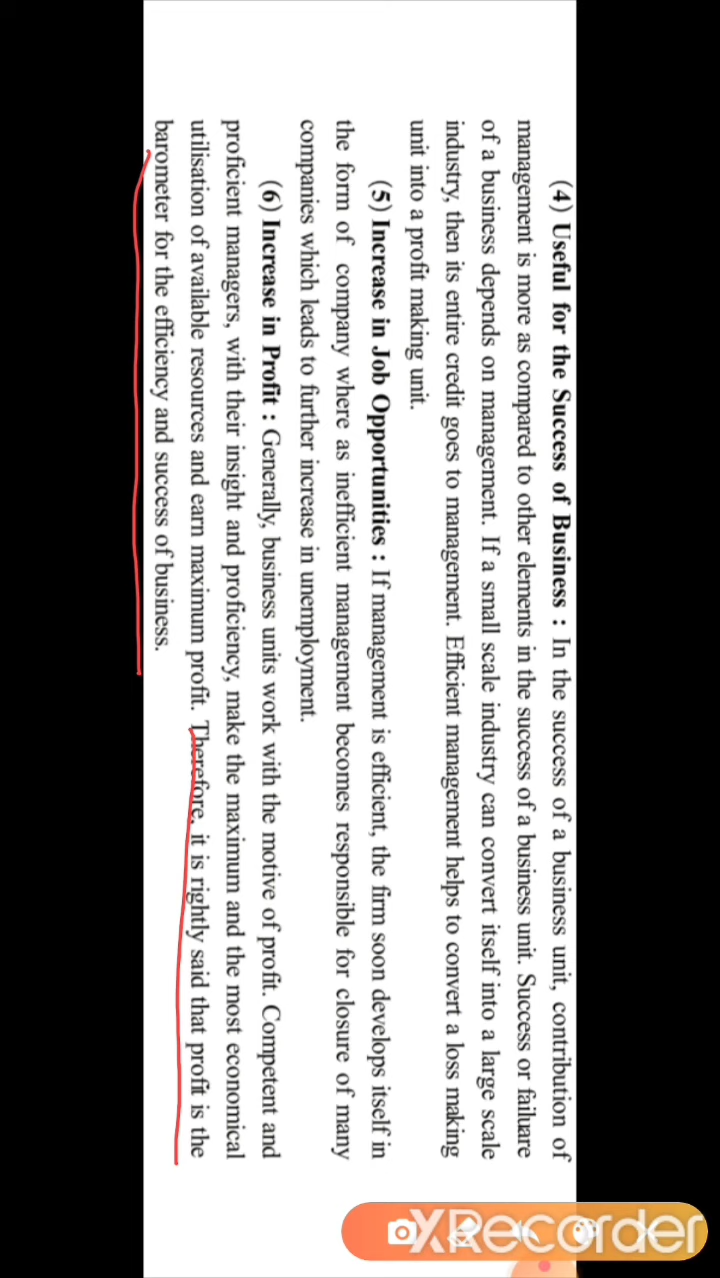 (4) Useful for the Success of Business : In the success of a business unit, contribution of
management is more as compared to other elements in the success of a business unit. Success or failuare
of a business depends on management. If a small scale industry can convert itself into a large scale
industry, then its entire credit goes to management. Efficient management helps to convert a loss making
unit into a profit making unit.
(5) Increase in Job Opportunities : If management is efficient, the firm soon develops itself in
the form of company where as inefficient management becomes responsible for closure of many
companies which leads to further increase in unemployment.
(6) Increase in Profit : Generally, business units work with the motive of profit. Competent and
proficient managers, with their insight and proficiency, make the maximum and the most economical
utilisation of available resources and earn maximum profit. Therefore, it is rightly said that profit is the
barometer for the efficiency and success of business.
XRecorder